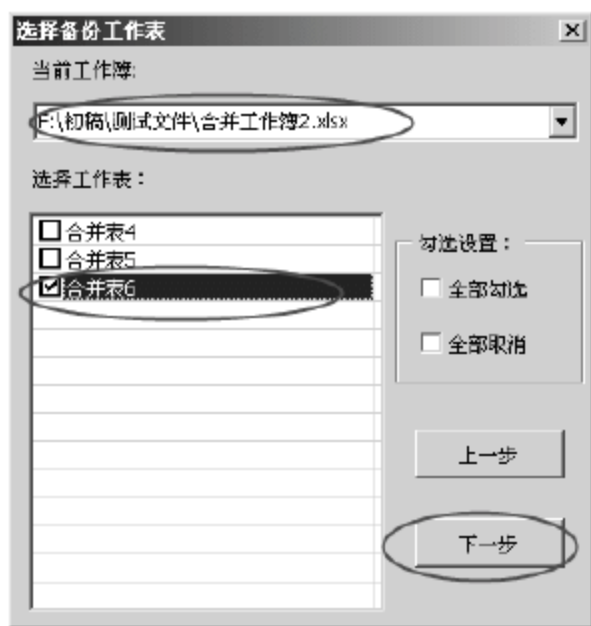 选择备份工作表
当前工作簿:
F:\初稿\测试文件\合并工作簿2.xlsx
选择工作表：
合并表4
合并表5
合并表6
勾选设置：
全部勾选
全部取消
上一步
下一步